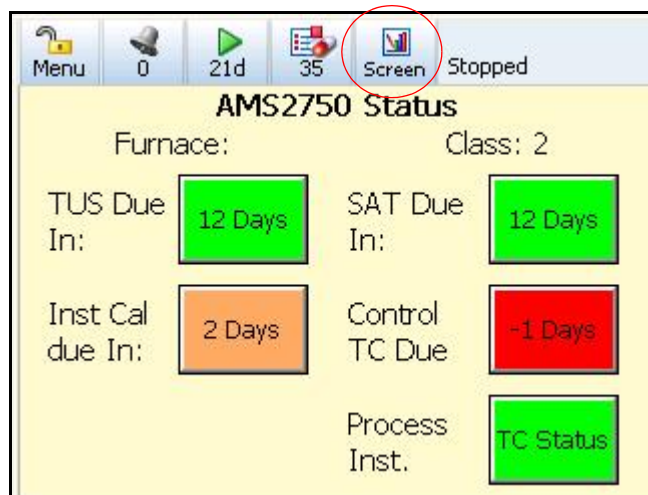 Menu 0 21d 35 Screen Stopped
AMS2750 Status
Furnace: Class: 2
TUS Due In: 12 Days SAT Due In: 12 Days
Inst Cal due In: 2 Days Control TC Due -1 Days
Process Inst. TC Status